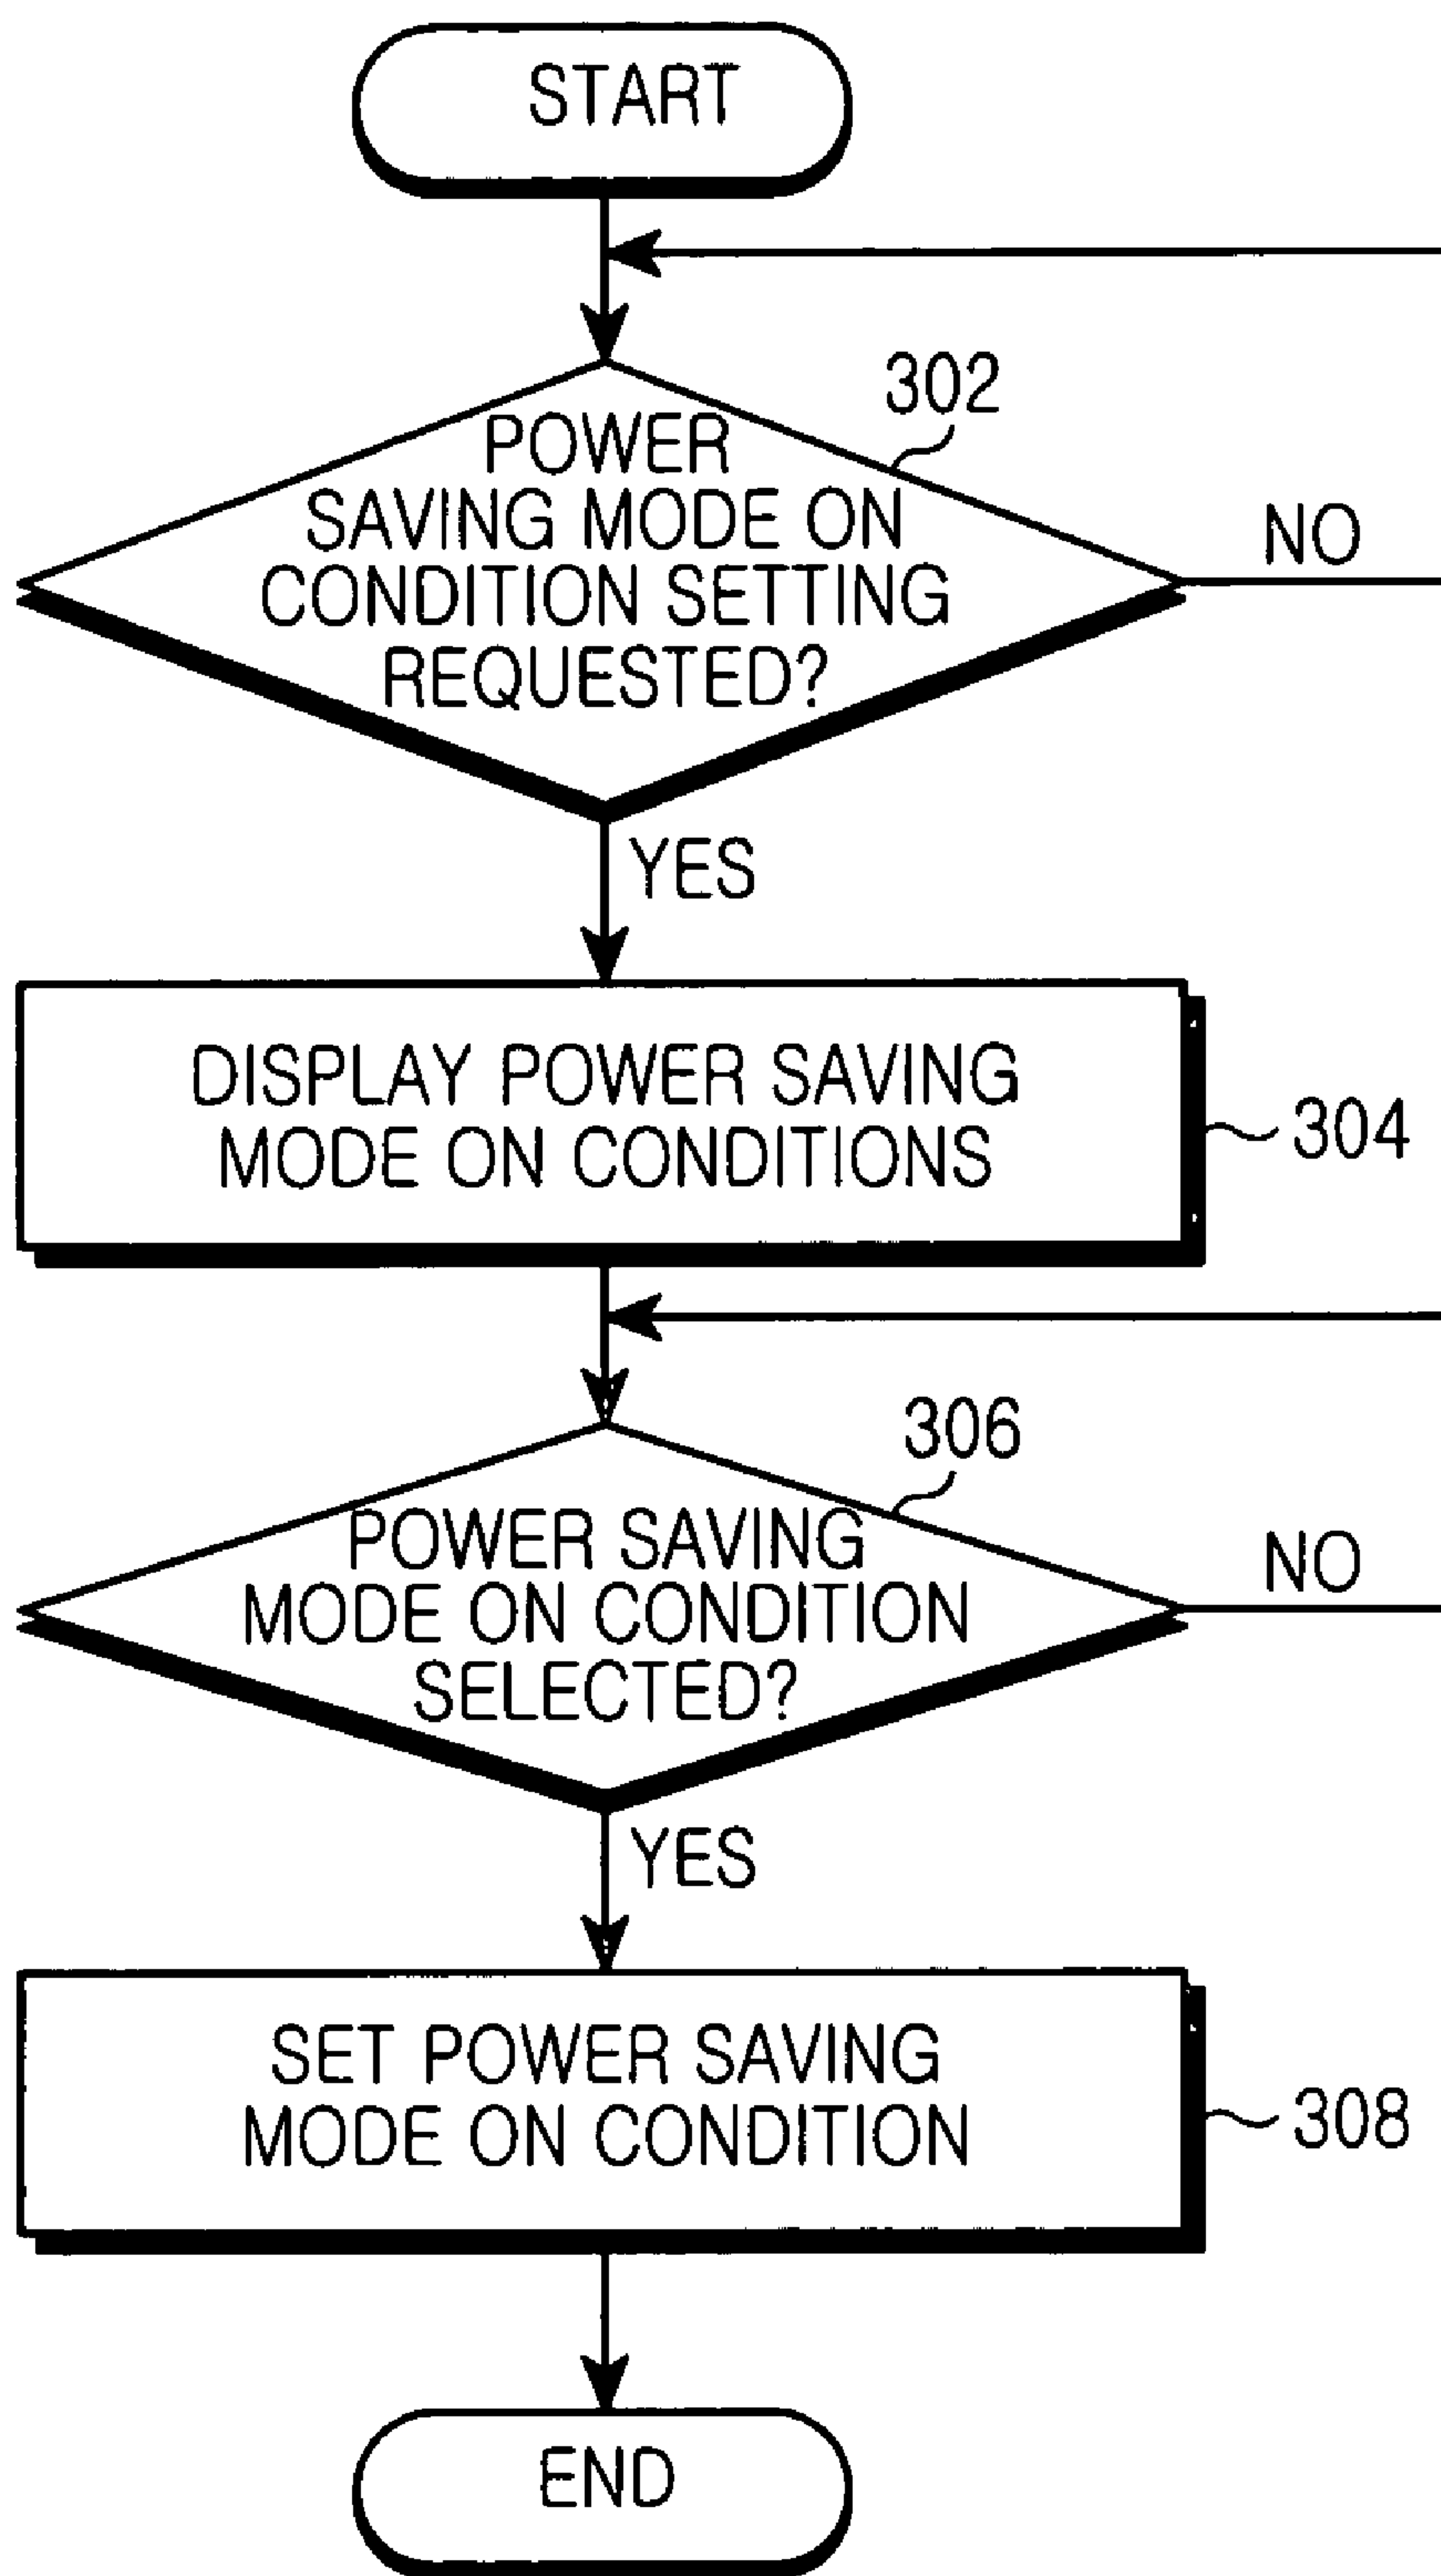 START
302
POWER
SAVING MODE ON
CONDITION SETTING
REQUESTED?
NO
YES
DISPLAY POWER SAVING
MODE ON CONDITIONS
304
306
POWER SAVING
MODE ON CONDITION
SELECTED?
NO
YES
SET POWER SAVING
MODE ON CONDITION
308
END